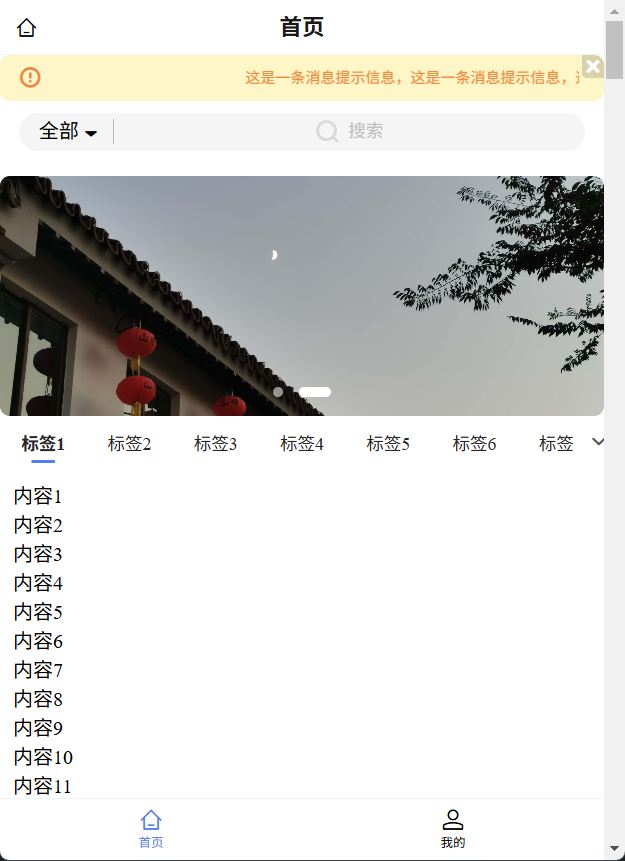 首页
这是一条消息提示信息，这是一条消息提示信息，
全部
搜索
标签1 标签2 标签3 标签4 标签5 标签6 标签
内容1
内容2
内容3
内容4
内容5
内容6
内容7
内容8
内容9
内容10
内容11
首页 我的